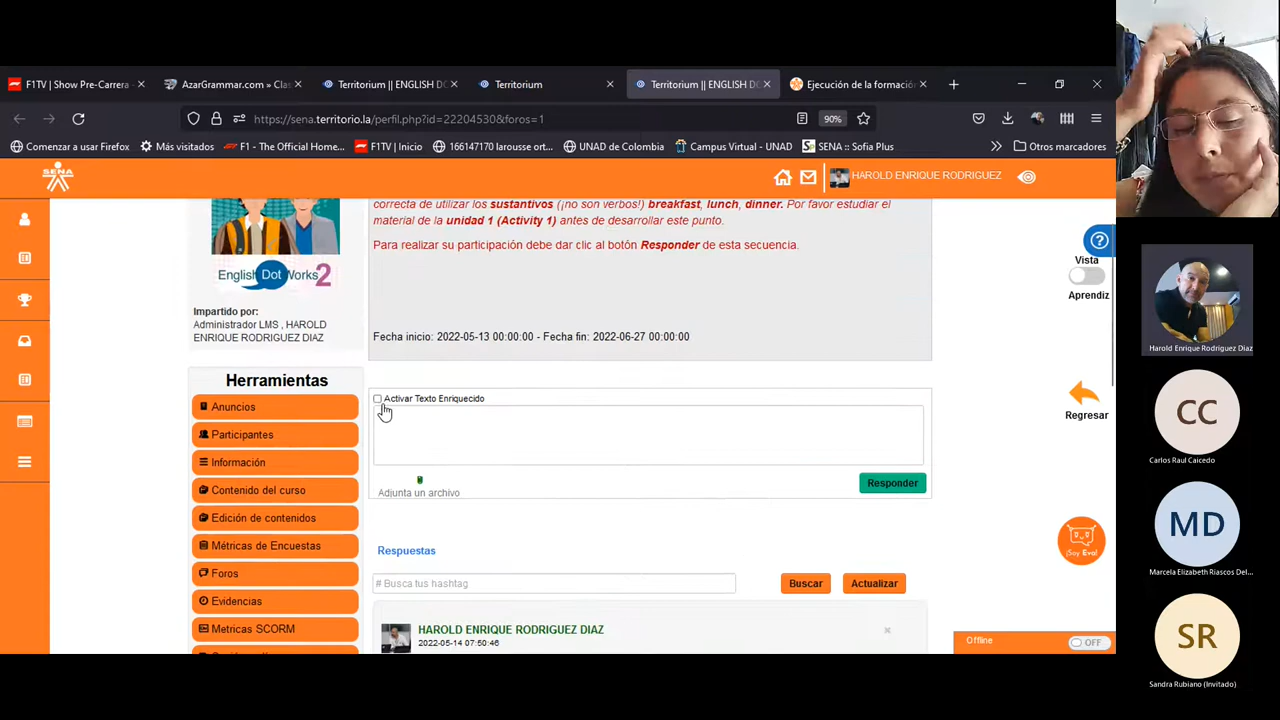 F1TV | Show Pre-Carrera
AzarGrammar.com » Clas
Territorium || ENGLISH DC
Territorium
Territorium || ENGLISH DC
Ejecución de la formación
https://sena.territorio.la/perfil.php?id=22204530&foros=1
90%
Comenzar a usar Firefox
Más visitados
F1 - The Official Home...
F1TV | Inicio
166147170 larousse ort...
UNAD de Colombia
Campus Virtual - UNAD
SENA :: Sofia Plus
Otros marcadores
SENA
HAROLD ENRIQUE RODRIGUEZ
correcta de utilizar los sustantivos (¡no son verbos!) breakfast, lunch, dinner. Por favor estudiar el
material de la unidad 1 (Activity 1) antes de desarrollar este punto.
Para realizar su participación debe dar clic al botón Responder de esta secuencia.
Vista
Aprendiz
English Dot Works 2
Impartido por:
Administrador LMS , HAROLD
ENRIQUE RODRIGUEZ DIAZ
Fecha inicio: 2022-05-13 00:00:00 - Fecha fin: 2022-06-27 00:00:00
Herramientas
Anuncios
Participantes
Información
Contenido del curso
Edición de contenidos
Métricas de Encuestas
Foros
Evidencias
Metricas SCORM
Activar Texto Enriquecido
Adjunta un archivo
Responder
Regresar
Respuestas
# Busca tus hashtag
Buscar
Actualizar
¡Soy Eva!
HAROLD ENRIQUE RODRIGUEZ DIAZ
2022-05-14 07:50:46
Offline
OFF
Harold Enrique Rodriguez Diaz
CC
Carlos Raul Caicedo
MD
Marcela Elizabeth Riascos Del...
SR
Sandra Rubiano (Invitado)